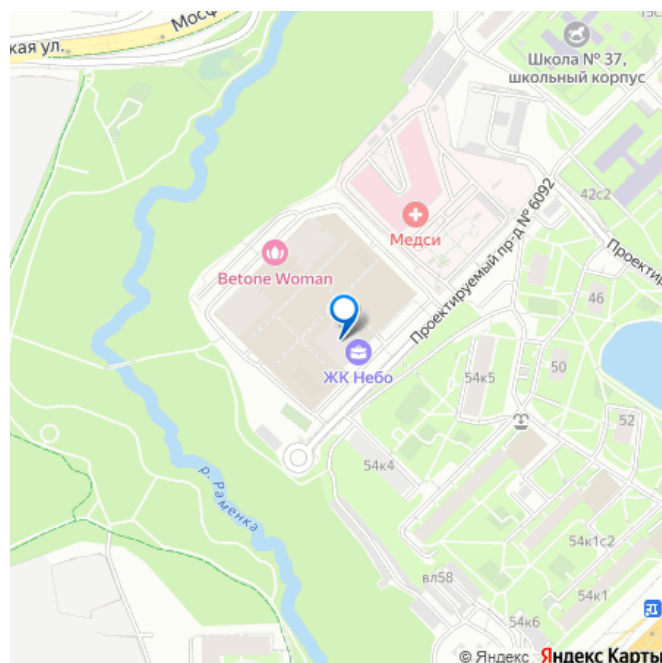 15с
кая ул.
Мосф
Школа № 37,
школьный корпус
42с2
Медси
Проектируемый пр-д № 6092
Проектир
Betone Woman
46
ЖК Небо
54к5
50
52
54к4
р. Раменка
54к1с2
вл58
54к1
54к6
© Яндекс Яндекс Карты